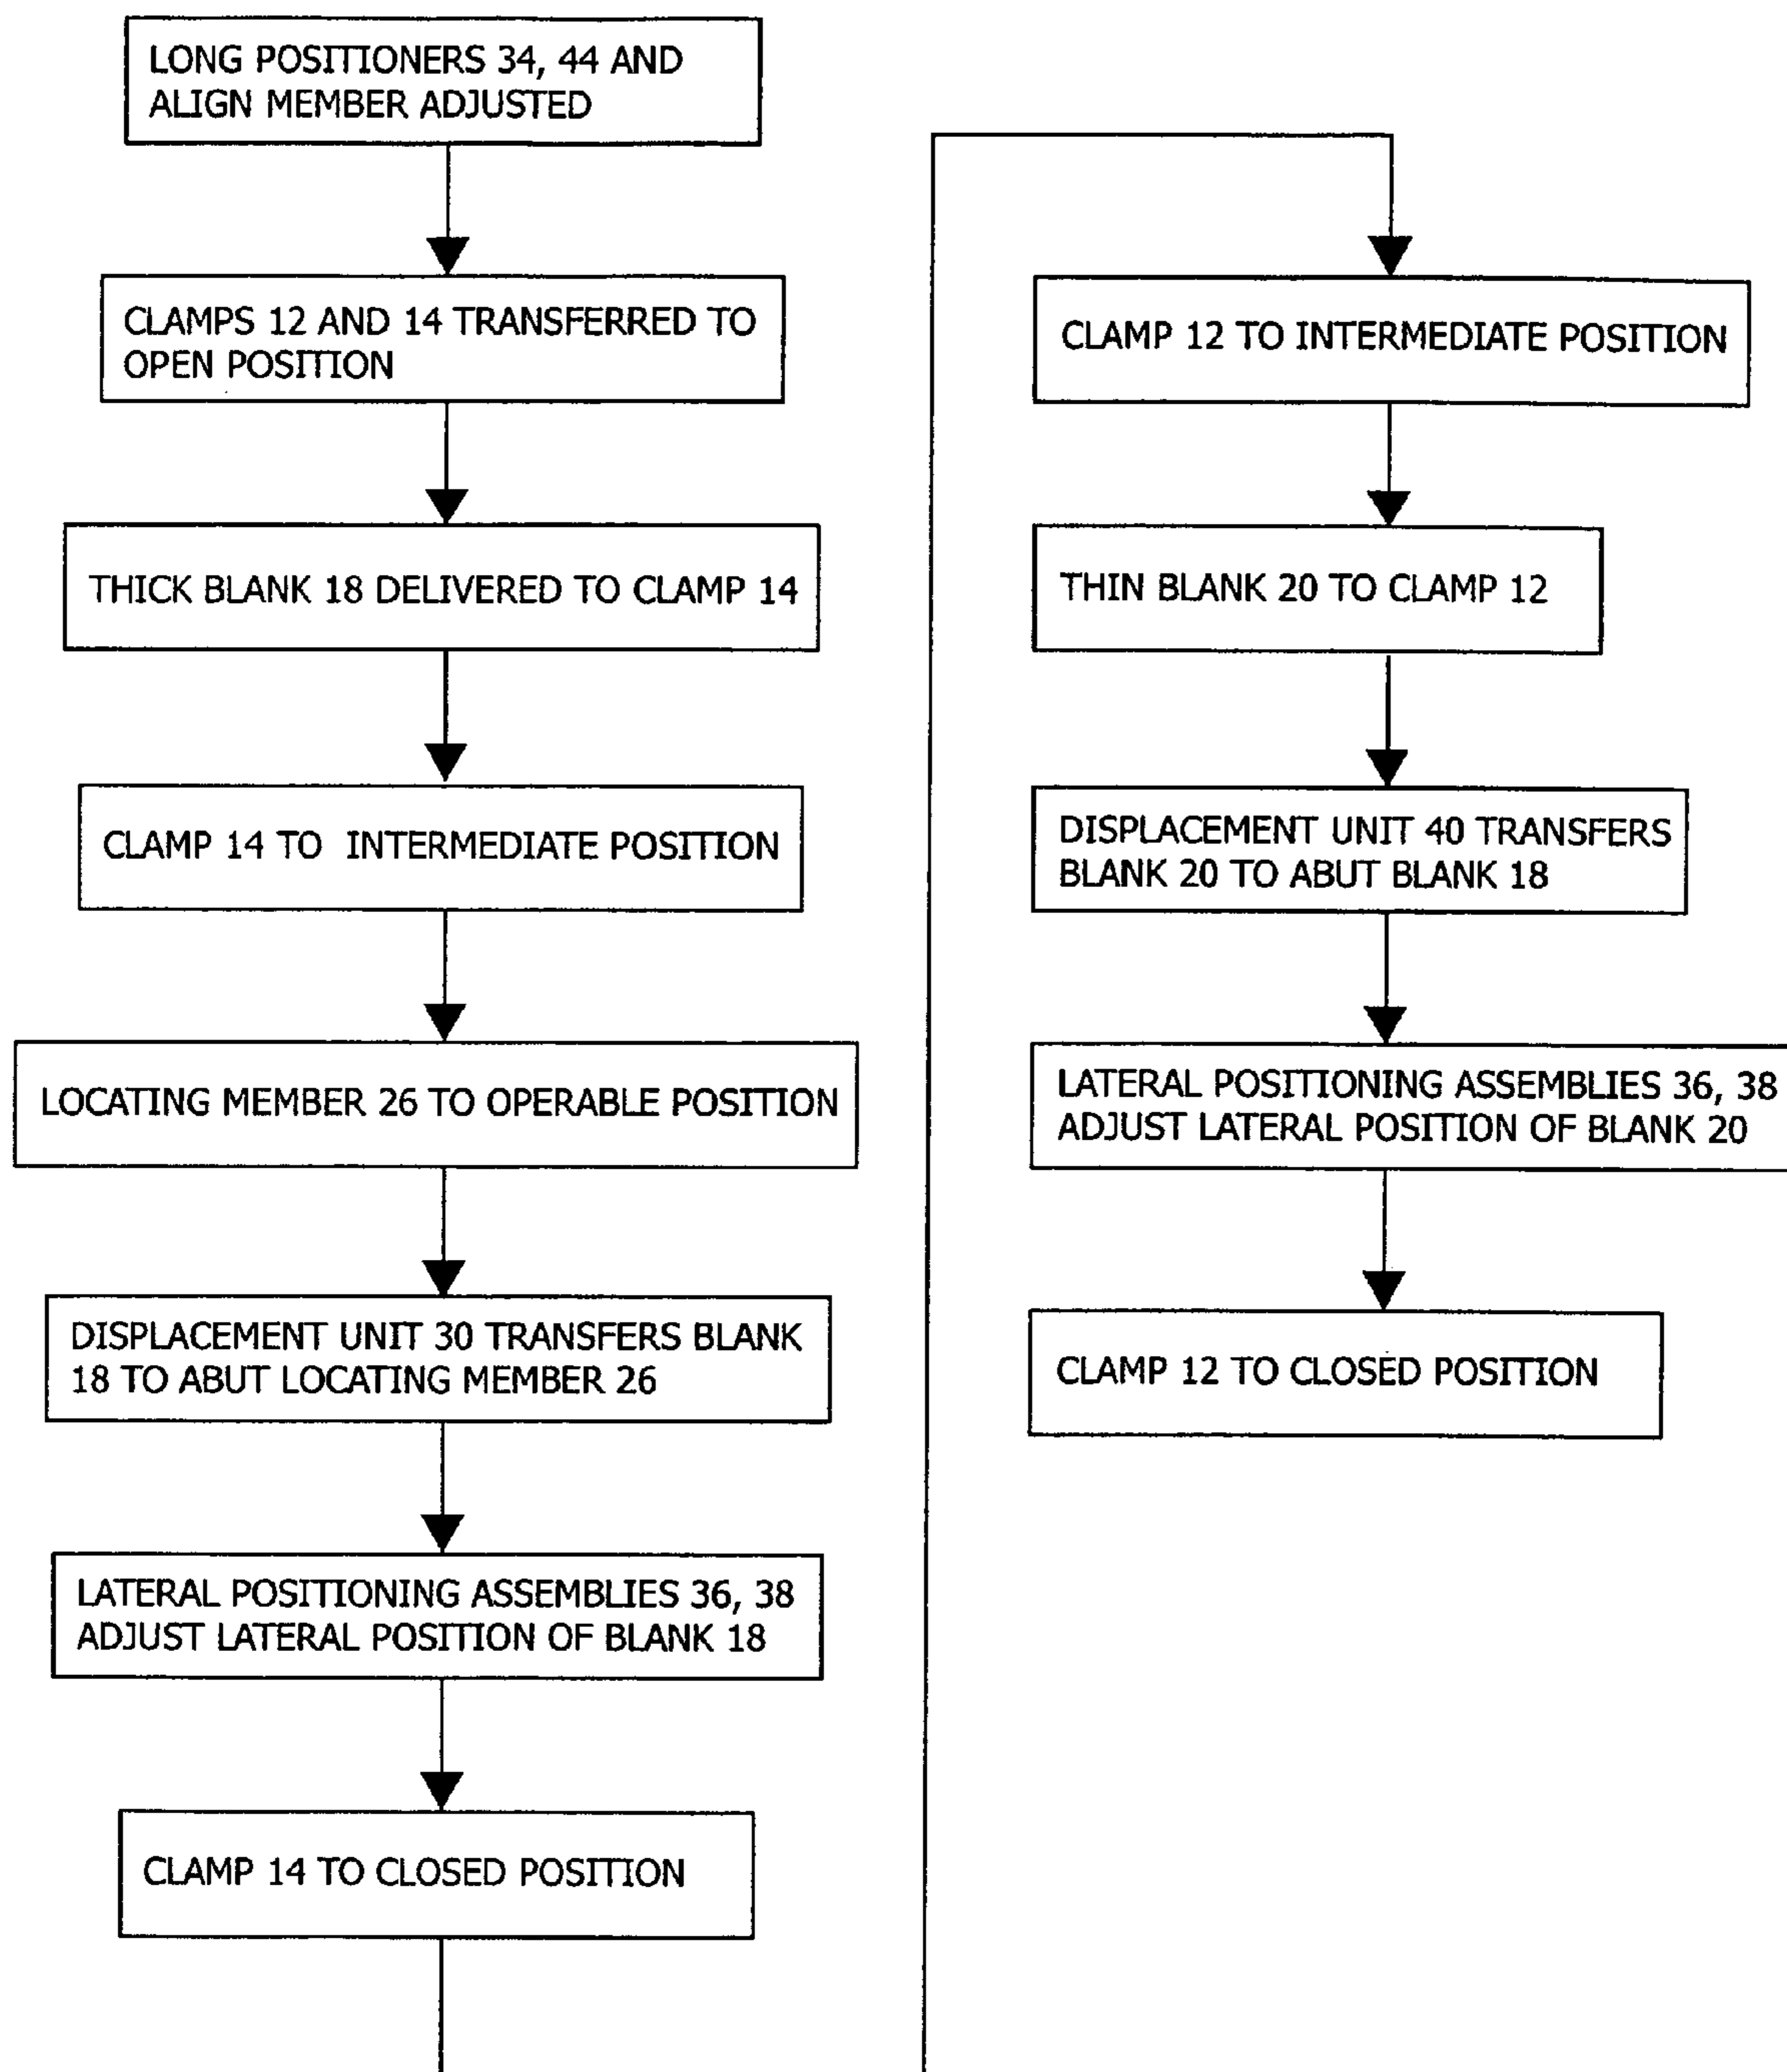 LONG POSITIONERS 34, 44 AND
ALIGN MEMBER ADJUSTED
CLAMPS 12 AND 14 TRANSFERRED TO
OPEN POSITION
THICK BLANK 18 DELIVERED TO CLAMP 14
CLAMP 14 TO INTERMEDIATE POSITION
LOCATING MEMBER 26 TO OPERABLE POSITION
DISPLACEMENT UNIT 30 TRANSFERS BLANK
18 TO ABUT LOCATING MEMBER 26
LATERAL POSITIONING ASSEMBLIES 36, 38
ADJUST LATERAL POSITION OF BLANK 18
CLAMP 14 TO CLOSED POSITION
CLAMP 12 TO INTERMEDIATE POSITION
THIN BLANK 20 TO CLAMP 12
DISPLACEMENT UNIT 40 TRANSFERS
BLANK 20 TO ABUT BLANK 18
LATERAL POSITIONING ASSEMBLIES 36, 38
ADJUST LATERAL POSITION OF BLANK 20
CLAMP 12 TO CLOSED POSITION